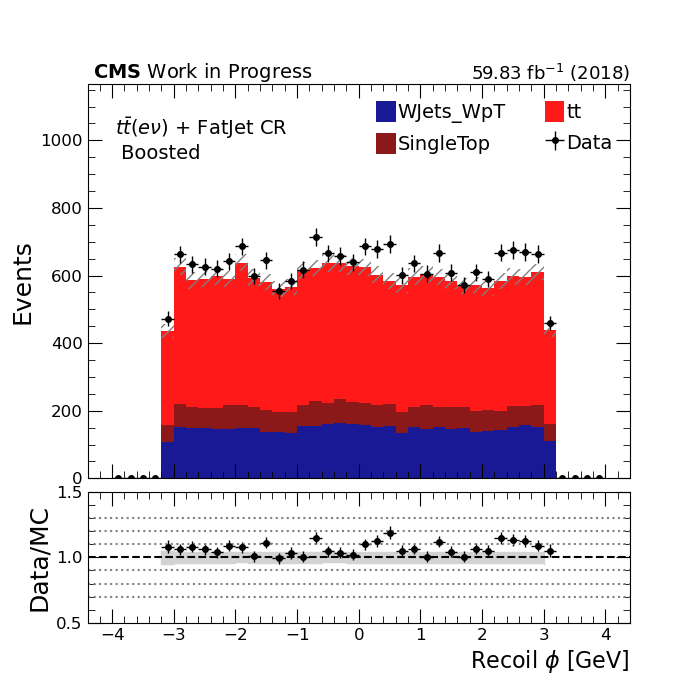 CMS Work in Progress 59.83 fb⁻¹ (2018)
tt̄(eν) + FatJet CR
Boosted
WJets_WpT tt
SingleTop Data
Events
1000
800
600
400
200
0
Data/MC
1.5
1.0
0.5
−4 −3 −2 −1 0 1 2 3 4
Recoil ϕ [GeV]